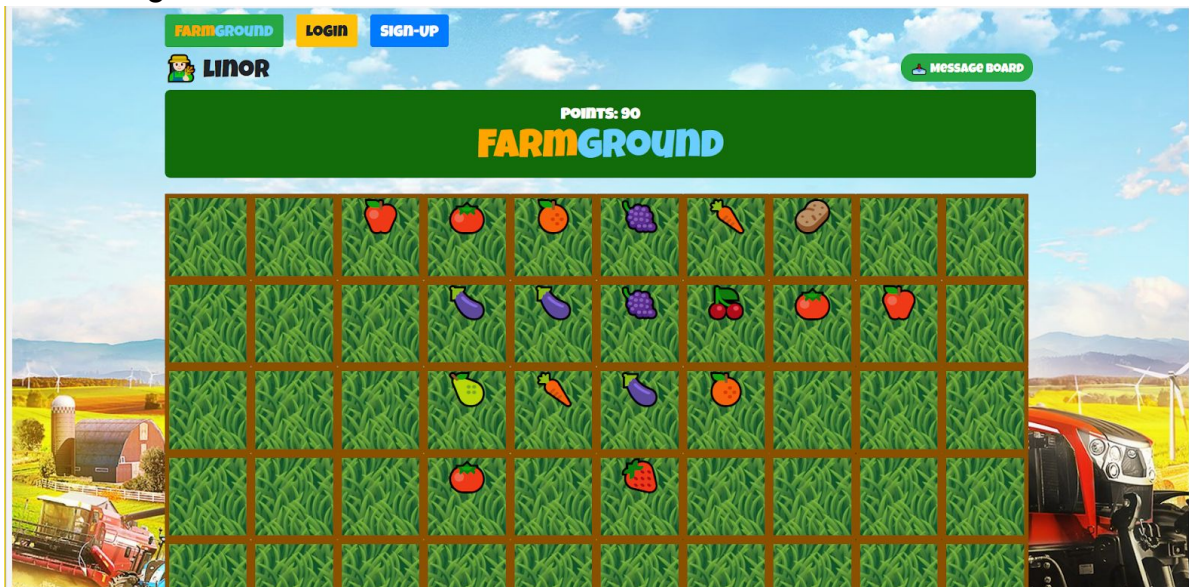 FARMGROUND LOGIN SIGN-UP
LINOR
MESSAGE BOARD
POINTS: 90
FARMGROUND